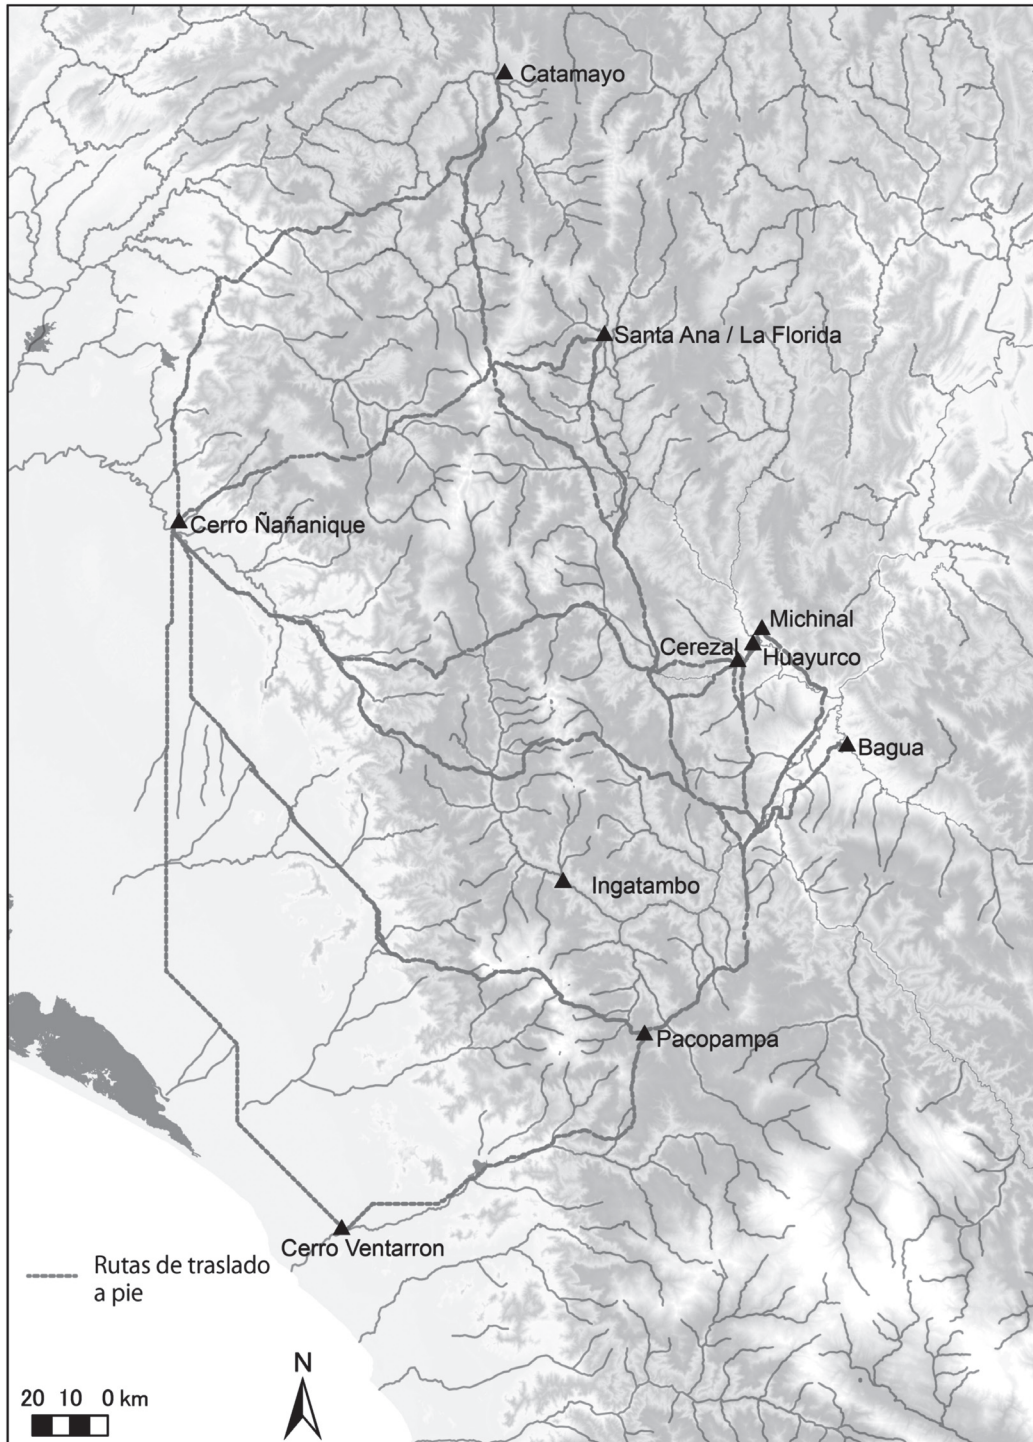 Catamayo
Santa Ana / La Florida
Cerro Ñañanique
Michinal
Cerezal
Huayurco
Bagua
Ingatambo
Pacopampa
Cerro Ventarron
Rutas de traslado
a pie
N
20 10 0 km